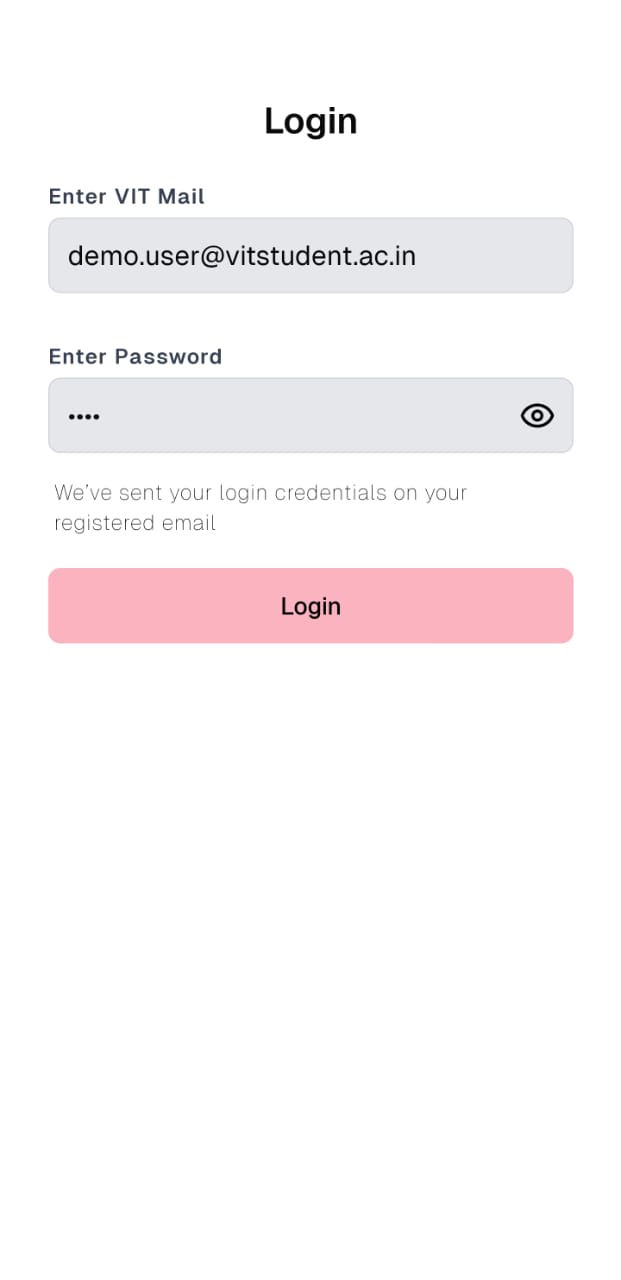 Login
Enter VIT Mail
demo.user@vitstudent.ac.in
Enter Password
••••
We've sent your login credentials on your
registered email
Login